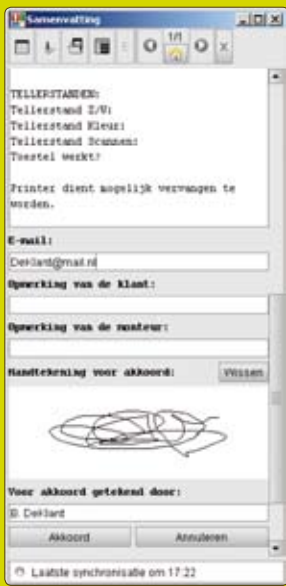 Samenvatting
1/1
TELLERSTANDEN:
Tellerstand Z/W:
Tellerstand Kleur:
Tellerstand Scannen:
Toestel werkt?
Printer dient mogelijk vervangen te
worden.
E-mail:
DeKlant@mail.nl
Opmerking van de klant:
Opmerking van de monteur:
Handtekening voor akkoord:
Wissen
Voor akkoord getekend door:
B. DeKlant
Akkoord
Annuleren
Laatste synchronisatie om 17:22